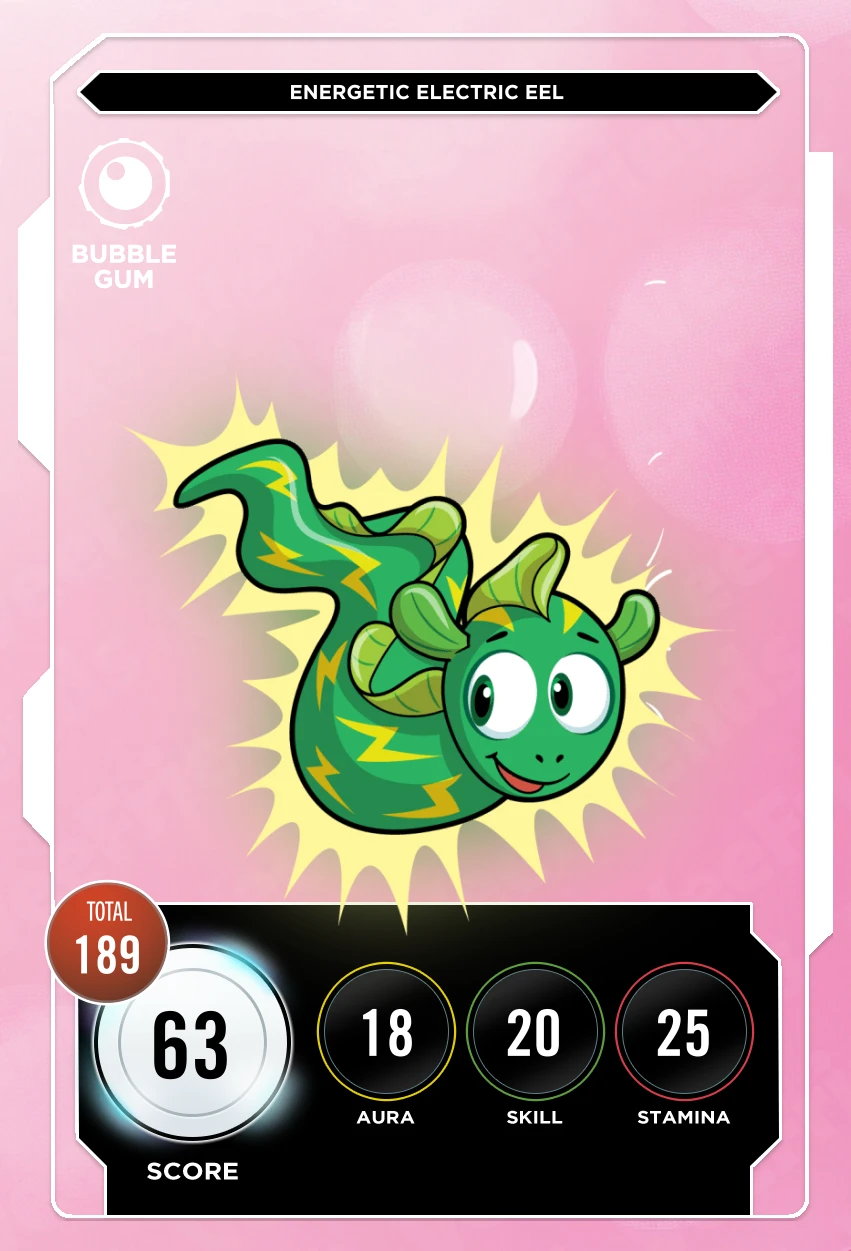 ENERGETIC ELECTRIC EEL
BUBBLE
GUM
TOTAL
189
63
SCORE
18
AURA
20
SKILL
25
STAMINA